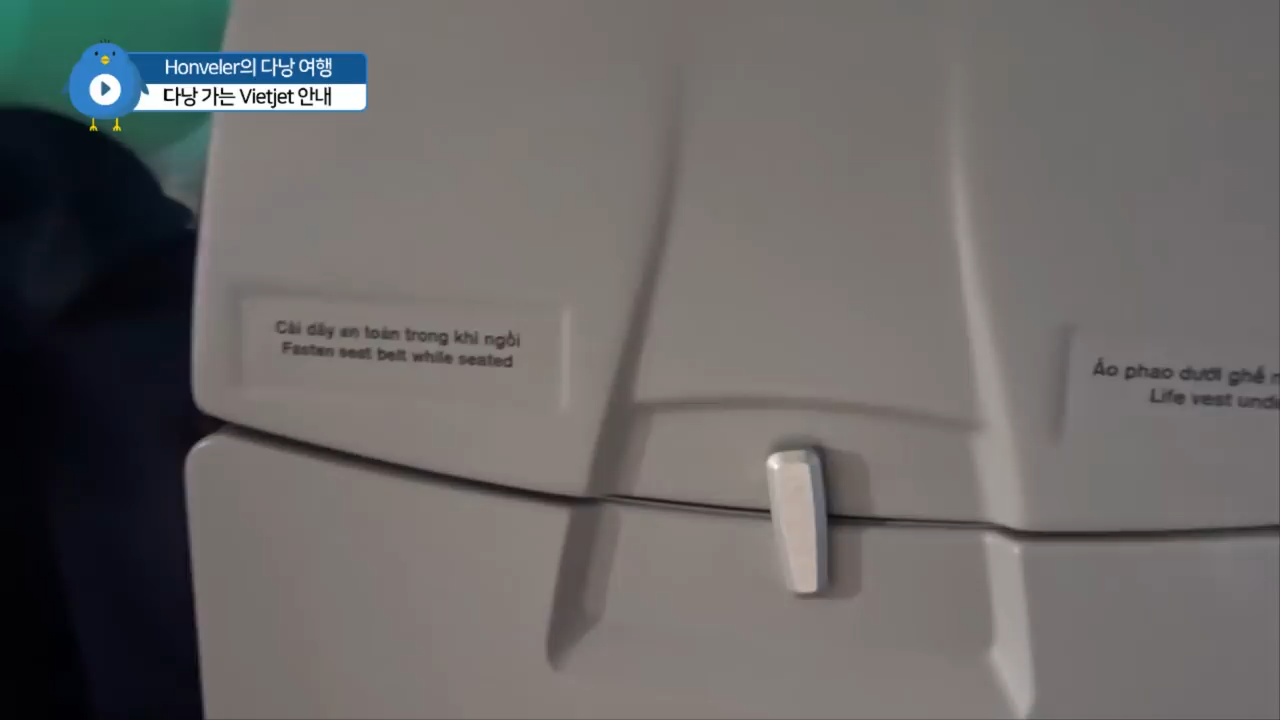 Honveler의 다낭 여행
다낭 가는 Vietjet 안내
Cài dây an toàn trong khi ngồi
Fasten seat belt while seated
Áo phao dưới ghế
Life vest